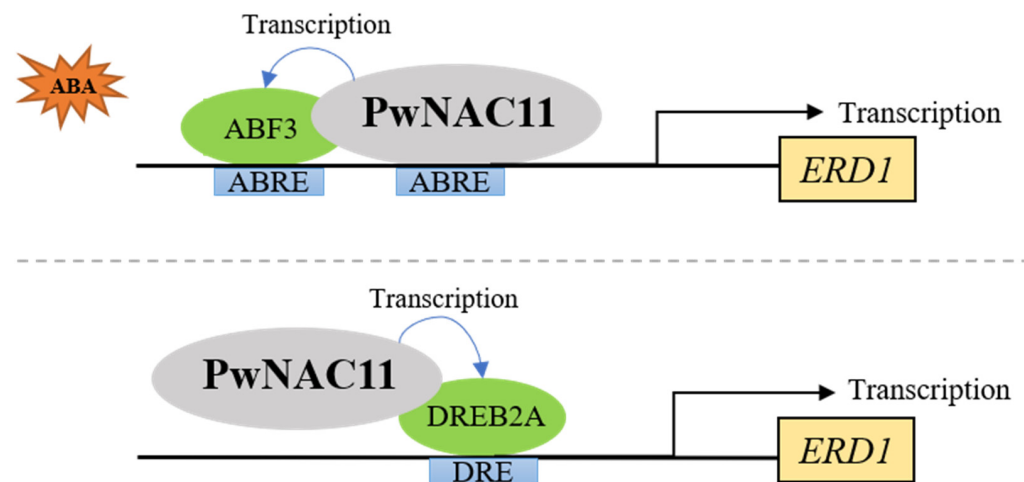 Transcription
ABA
ABF3
PwNAC11
Transcription
ABRE
ABRE
ERD1
Transcription
PwNAC11
DREB2A
Transcription
DRE
ERD1